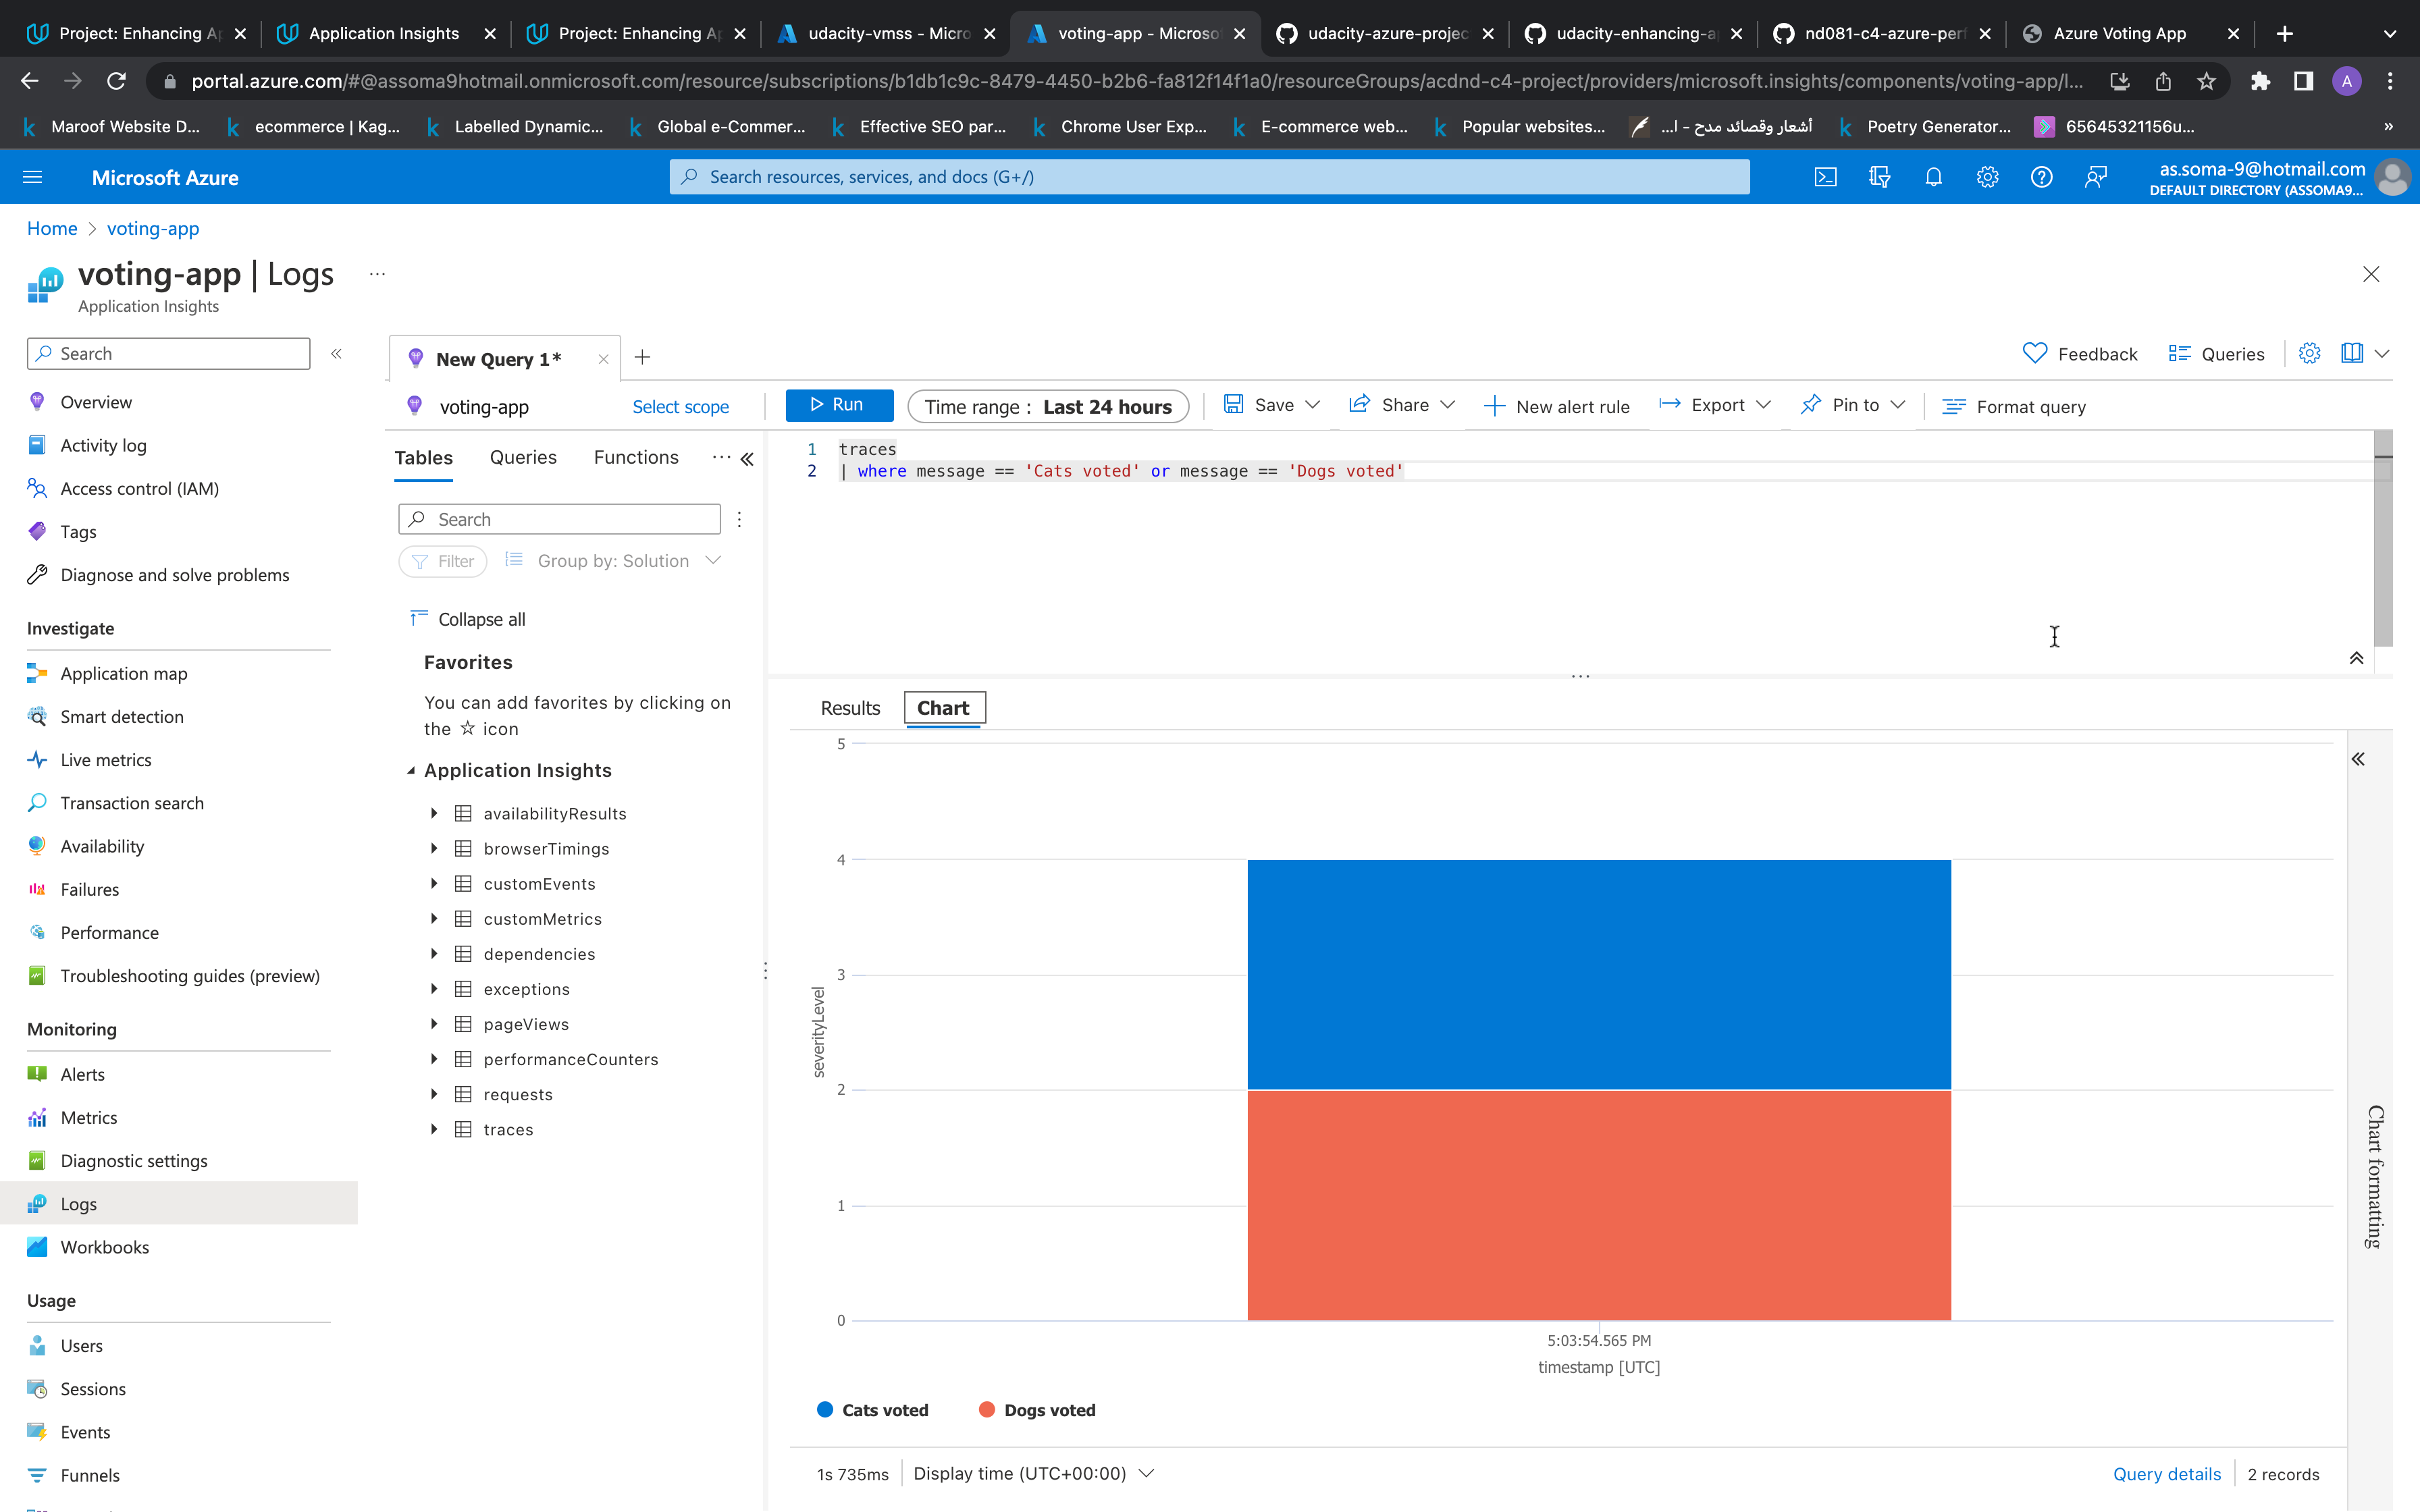 Project: Enhancing Ap
Application Insights
Project: Enhancing Ap
udacity-vmss - Micro
voting-app - Microso
udacity-azure-projec
udacity-enhancing-a
nd081-c4-azure-perf
Azure Voting App
portal.azure.com/#@assoma9hotmail.onmicrosoft.com/resource/subscriptions/b1db1c9c-8479-4450-b2b6-fa812f14f1a0/resourceGroups/acdnd-c4-project/providers/microsoft.insights/components/voting-app/l...
A
Maroof Website D...
ecommerce | Kag...
Labelled Dynamic...
Global e-Commer...
Effective SEO par...
Chrome User Exp...
E-commerce web...
Popular websites...
أشعار وقصائد مدح - ا...
Poetry Generator...
65645321156u...
Microsoft Azure
Search resources, services, and docs (G+/)
as.soma-9@hotmail.com
DEFAULT DIRECTORY (ASSOMA9...
Home > voting-app
voting-app | Logs ...
Application Insights
Search
Overview
Activity log
Access control (IAM)
Tags
Diagnose and solve problems
Investigate
Application map
Smart detection
Live metrics
Transaction search
Availability
Failures
Performance
Troubleshooting guides (preview)
Monitoring
Alerts
Metrics
Diagnostic settings
Logs
Workbooks
Usage
Users
Sessions
Events
Funnels
New Query 1*
Feedback
Queries
voting-app
Select scope
Run
Time range : Last 24 hours
Save
Share
New alert rule
Export
Pin to
Format query
Tables
Queries
Functions
...
Search
Filter
Group by: Solution
Collapse all
Favorites
You can add favorites by clicking on
the ☆ icon
Application Insights
availabilityResults
browserTimings
customEvents
customMetrics
dependencies
exceptions
pageViews
performanceCounters
requests
traces
1 traces
2 | where message == 'Cats voted' or message == 'Dogs voted'
Results
Chart
5
4
3
2
1
0
severityLevel
5:03:54.565 PM
timestamp [UTC]
Cats voted
Dogs voted
Chart formatting
1s 735ms
Display time (UTC+00:00)
Query details
2 records